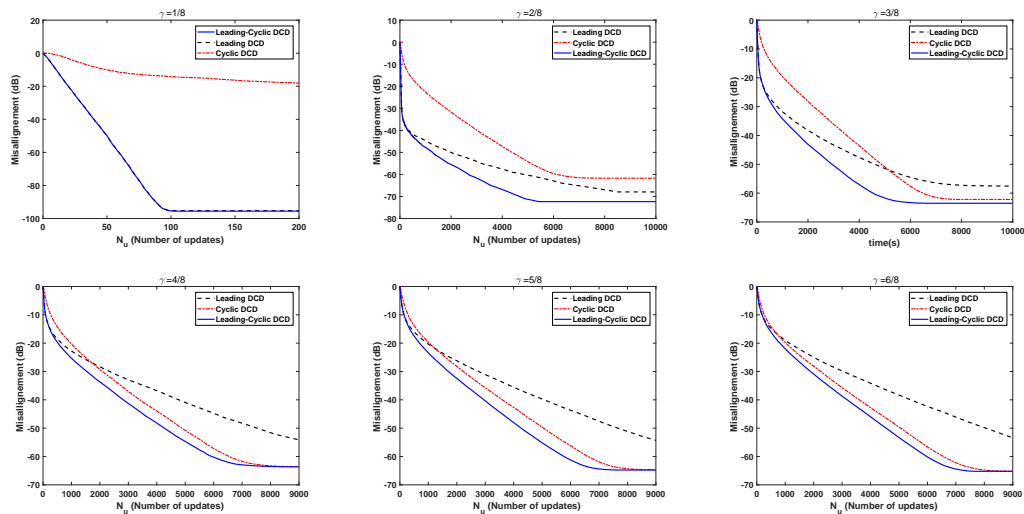 γ=1/8
Leading-Cyclic DCD
Leading DCD
Cyclic DCD
0
-20
-40
-60
-80
-100
Misallignement (dB)
0 50 100 150 200
N_u (Number of updates)
γ=2/8
Leading DCD
Cyclic DCD
Leading-Cyclic DCD
10
0
-10
-20
-30
-40
-50
-60
-70
80
Misallignement (dB)
0 2000 4000 6000 8000 10000
N_u (Number of updates)
γ=3/8
Leading DCD
Cyclic DCD
Leading-Cyclic DCD
0
-10
-20
-30
-40
-50
-60
-70
Misallignement (dB)
0 2000 4000 6000 8000 10000
time(s)
γ=4/8
Leading DCD
Cyclic DCD
Leading-Cyclic DCD
0
-10
-20
-30
-40
-50
-60
-70
Misallignement (dB)
0 1000 2000 3000 4000 5000 6000 7000 8000 9000
N_u (Number of updates)
γ=5/8
Leading DCD
Cyclic DCD
Leading-Cyclic DCD
0
-10
-20
-30
-40
-50
-60
-70
Misallignement (dB)
0 1000 2000 3000 4000 5000 6000 7000 8000 9000
N_u (Number of updates)
γ=6/8
Leading DCD
Cyclic DCD
Leading-Cyclic DCD
0
-10
-20
-30
-40
-50
-60
-70
Misallignement (dB)
0 1000 2000 3000 4000 5000 6000 7000 8000 9000
N_u (Number of updates)